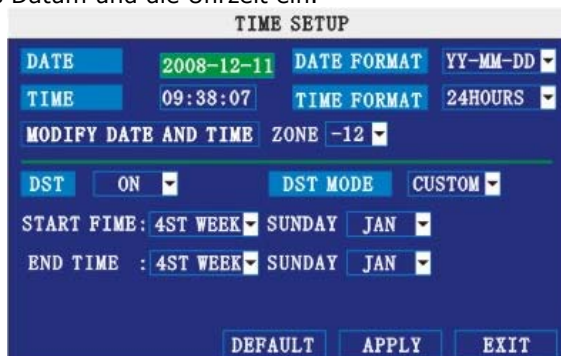 Datum und die Uhrzeit ein.
TIME SETUP
DATE 2008-12-11 DATE FORMAT YY-MM-DD
TIME 09:38:07 TIME FORMAT 24HOURS
MODIFY DATE AND TIME ZONE -12
DST ON DST MODE CUSTOM
START FIME: 4ST WEEK SUNDAY JAN
END TIME : 4ST WEEK SUNDAY JAN
DEFAULT APPLY EXIT